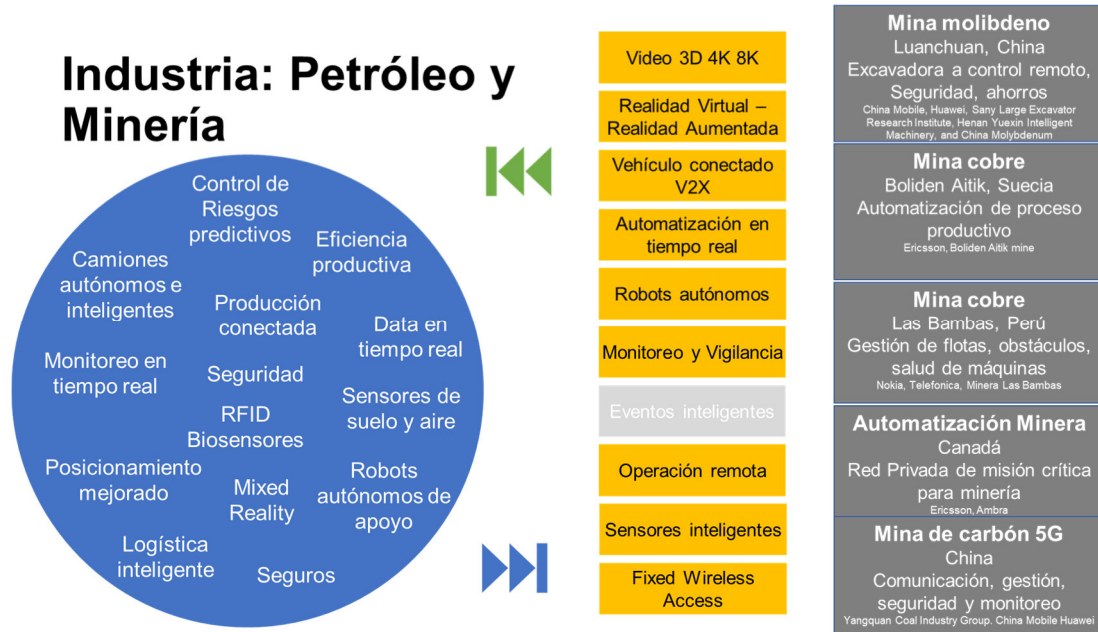 Industria: Petróleo y
Minería
Control de
Riesgos
predictivos
Eficiencia
productiva
Camiones
autónomos e
inteligentes
Producción
conectada
Data en
tiempo real
Monitoreo en
tiempo real
Seguridad
Sensores de
suelo y aire
RFID
Biosensores
Posicionamiento
mejorado
Mixed
Reality
Robots
autónomos de
apoyo
Logística
inteligente
Seguros
Video 3D 4K 8K
Realidad Virtual –
Realidad Aumentada
Vehículo conectado
V2X
Automatización en
tiempo real
Robots autónomos
Monitoreo y Vigilancia
Eventos inteligentes
Operación remota
Sensores inteligentes
Fixed Wireless
Access
Mina molibdeno
Luanchuan, China
Excavadora a control remoto,
Seguridad, ahorros
China Mobile, Huawei, Sany Large Excavator
Research Institute, Henan Yuexin Intelligent
Machinery, and China Molybdenum
Mina cobre
Boliden Aitik, Suecia
Automatización de proceso
productivo
Ericsson, Boliden Aitik mine
Mina cobre
Las Bambas, Perú
Gestión de flotas, obstáculos,
salud de máquinas
Nokia, Telefonica, Minera Las Bambas
Automatización Minera
Canadá
Red Privada de misión crítica
para minería
Ericsson, Ambra
Mina de carbón 5G
China
Comunicación, gestión,
seguridad y monitoreo
Yangquan Coal Industry Group. China Mobile Huawei